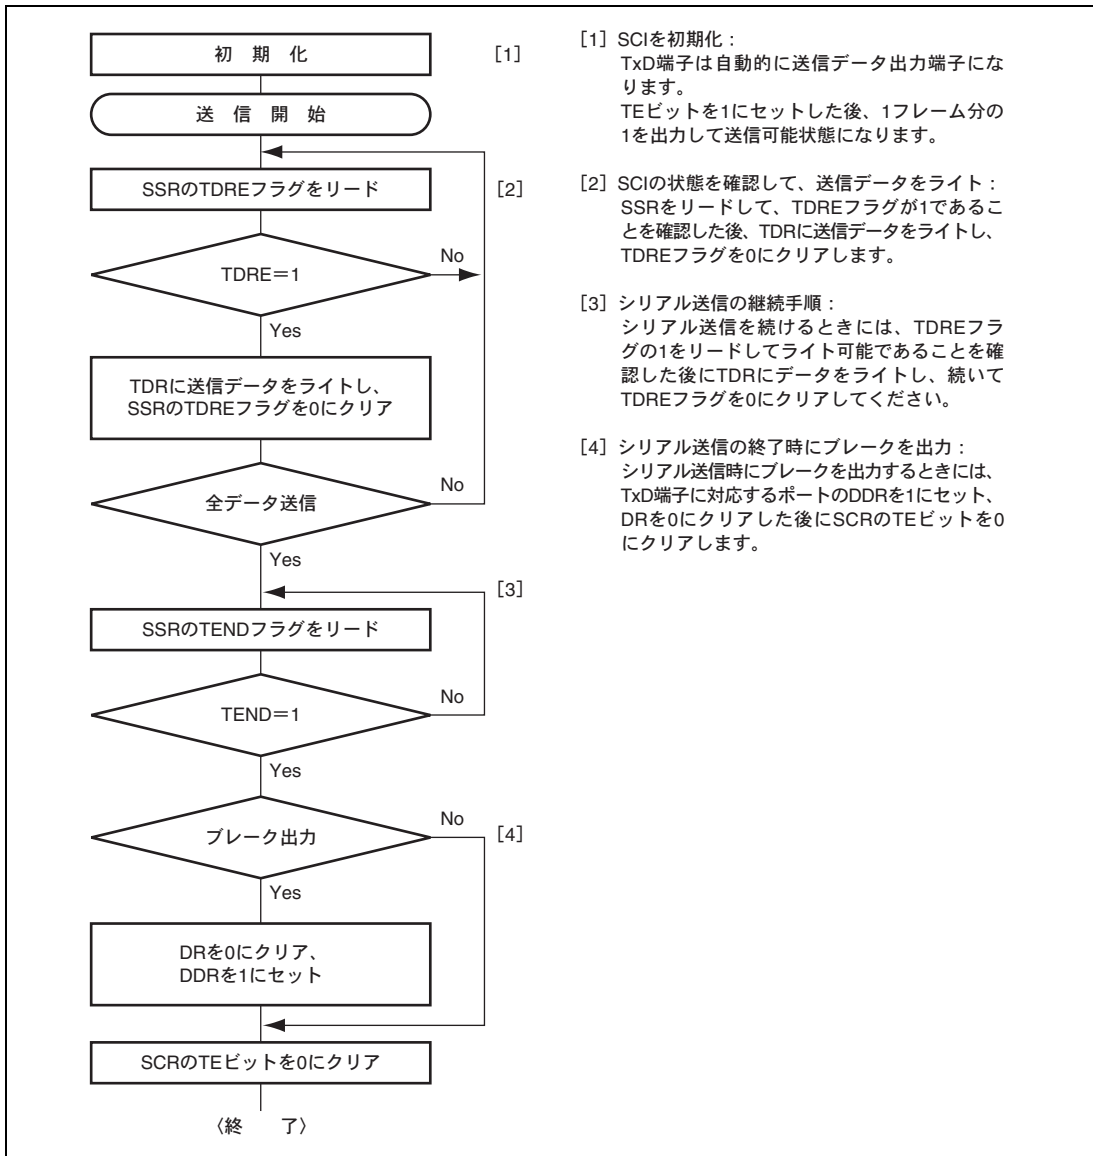 初 期 化
[1]
送 信 開 始
SSRのTDREフラグをリード
[2]
TDRE=1
No
Yes
TDRに送信データをライトし、
SSRのTDREフラグを0にクリア
全データ送信
No
Yes
[3]
SSRのTENDフラグをリード
TEND=1
No
Yes
ブレーク出力
No
[4]
Yes
DRを0にクリア、
DDRを1にセット
SCRのTEビットを0にクリア
〈終 了〉
[1] SCIを初期化：
TxD端子は自動的に送信データ出力端子にな
ります。
TEビットを1にセットした後、1フレーム分の
1を出力して送信可能状態になります。
[2] SCIの状態を確認して、送信データをライト：
SSRをリードして、TDREフラグが1であるこ
とを確認した後、TDRに送信データをライトし、
TDREフラグを0にクリアします。
[3] シリアル送信の継続手順：
シリアル送信を続けるときには、TDREフラ
グの1をリードしてライト可能であることを確
認した後にTDRにデータをライトし、続いて
TDREフラグを0にクリアしてください。
[4] シリアル送信の終了時にブレークを出力：
シリアル送信時にブレークを出力するときには、
TxD端子に対応するポートのDDRを1にセット、
DRを0にクリアした後にSCRのTEビットを0
にクリアします。